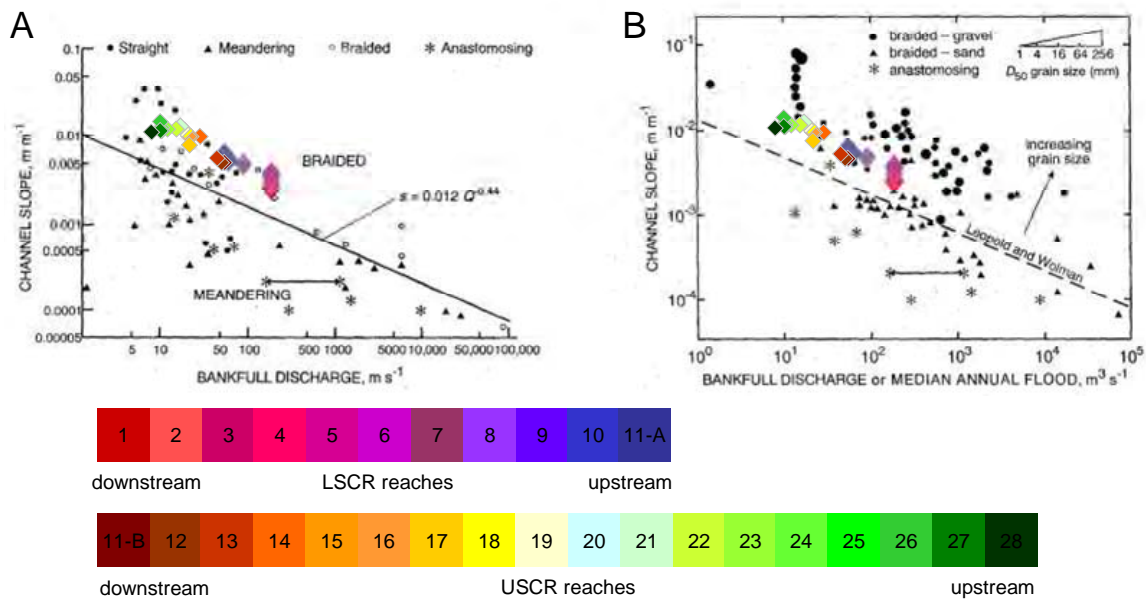 A
B
Straight Meandering Braided Anastomosing
braided – gravel
braided – sand
anastomosing
1 4 16 256
D50 grain size (mm)
CHANNEL SLOPE, m m-1
0.1
0.05
0.01
0.005
0.001
0.0005
0.0001
0.00005
BRAIDED
s = 0.012 Q-0.44
MEANDERING
5 10 50 100 500 1000 5000 10,000 50,000 100,000
BANKFULL DISCHARGE, m s-1
CHANNEL SLOPE, m m-1
10-1
10-2
10-3
10-4
Increasing
grain size
Leopold and Wolman
100 101 102 103 104 105
BANKFULL DISCHARGE or MEDIAN ANNUAL FLOOD, m3 s-1
1 2 3 4 5 6 7 8 9 10 11-A
downstream LSCR reaches upstream
11-B 12 13 14 15 16 17 18 19 20 21 22 23 24 25 26 27 28
downstream USCR reaches upstream